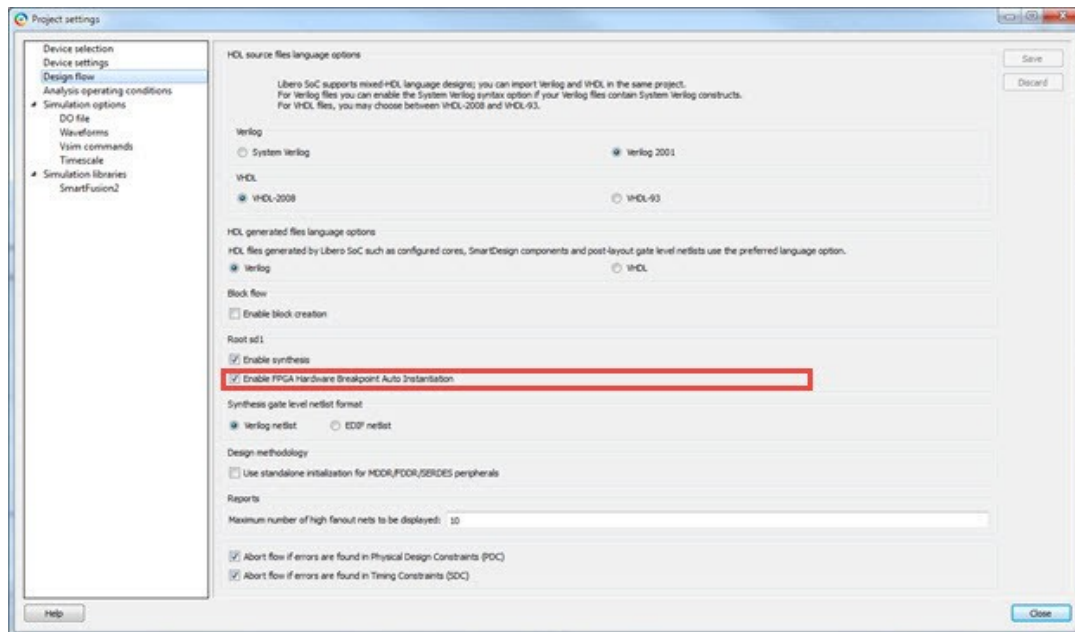 Project settings
Device selection
Device settings
Design flow
Analysis operating conditions
Simulation options
DO file
Waveforms
Vsim commands
Timescale
Simulation libraries
SmartFusion2
HDL source files language options
Libero SoC supports mixed-HDL language designs; you can import Verilog and VHDL in the same project.
For Verilog files you can enable the System Verilog syntax option if your Verilog files contain System Verilog constructs.
For VHDL files, you may choose between VHDL-2008 and VHDL-93.
Verilog
System Verilog
Verilog 2001
VHDL
VHDL-2008
VHDL-93
HDL generated files language options
HDL files generated by Libero SoC such as configured cores, SmartDesign components and post-layout gate level netlists use the preferred language option.
Verilog
VHDL
Block flow
Enable block creation
Root sd1
Enable synthesis
Enable FPGA Hardware Breakpoint Auto Instantiation
Synthesis gate level netlist format
Verilog netlist
EDIF netlist
Design methodology
Use standalone initialization for MDDR/FDDR/SERDES peripherals
Reports
Maximum number of high fanout nets to be displayed: 10
Abort flow if errors are found in Physical Design Constraints (PDC)
Abort flow if errors are found in Timing Constraints (SDC)
Save
Discard
Help
Close